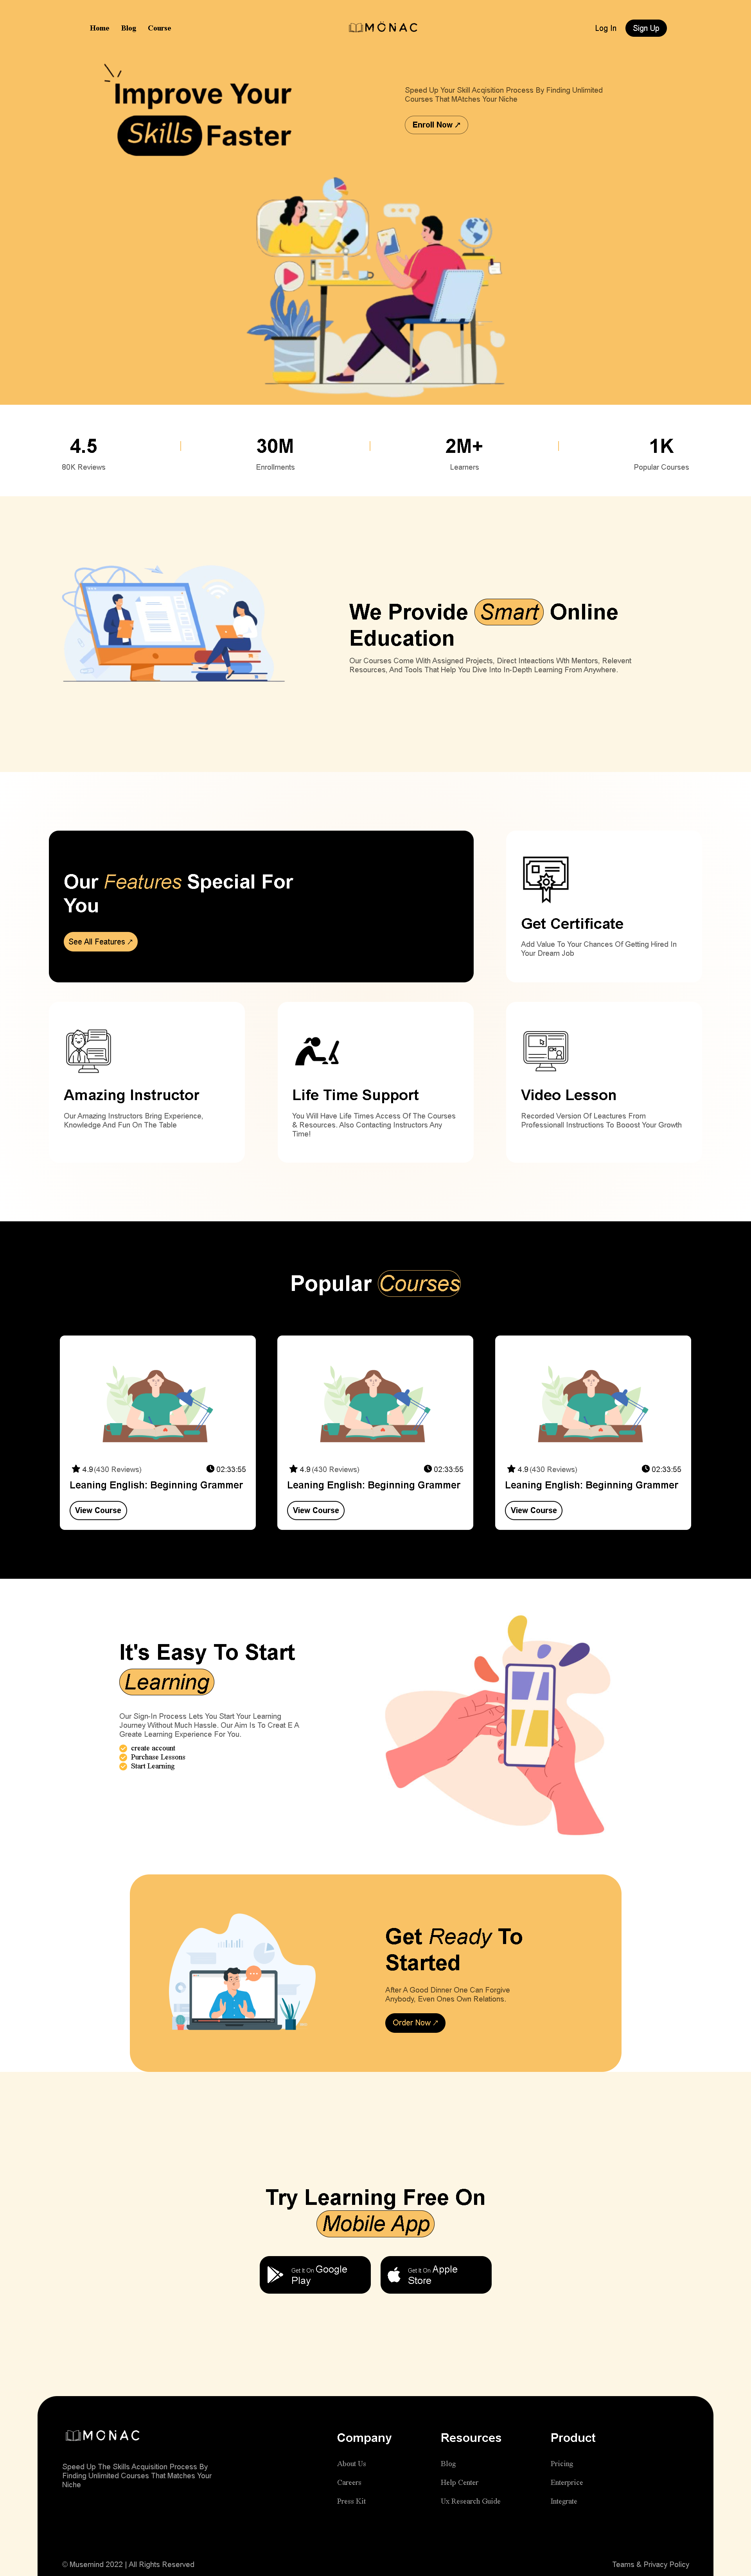 Home Blog Course
MONAC
Log In Sign Up
Improve Your
Skills Faster
Speed Up Your Skill Acqisition Process By Finding Unlimited
Courses That MAtches Your Niche
Enroll Now ↗
4.5
80K Reviews
30M
Enrollments
2M+
Learners
1K
Popular Courses
We Provide Smart Online
Education
Our Courses Come With Assigned Projects, Direct Inteactions Wth Mentors, Relevent
Resources, And Tools That Help You Dive Into In-Depth Learning From Anywhere.
Our Features Special For
You
See All Features ↗
Get Certificate
Add Value To Your Chances Of Getting Hired In
Your Dream Job
Amazing Instructor
Our Amazing Instructors Bring Experience,
Knowledge And Fun On The Table
Life Time Support
You Will Have Life Times Access Of The Courses
& Resources. Also Contacting Instructors Any
Time!
Video Lesson
Recorded Version Of Leactures From
Professionall Instructions To Booost Your Growth
Popular Courses
4.9 (430 Reviews) 02:33:55
Leaning English: Beginning Grammer
View Course
4.9 (430 Reviews) 02:33:55
Leaning English: Beginning Grammer
View Course
4.9 (430 Reviews) 02:33:55
Leaning English: Beginning Grammer
View Course
It's Easy To Start
Learning
Our Sign-In Process Lets You Start Your Learning
Journey Without Much Hassle. Our Aim Is To Creat E A
Greate Learning Experience For You.
create account
Purchase Lessons
Start Learning
Get Ready To
Started
After A Good Dinner One Can Forgive
Anybody, Even Ones Own Relations.
Order Now ↗
Try Learning Free On
Mobile App
Get It On Google
Play
Get It On Apple
Store
MONAC
Speed Up The Skills Acquisition Process By
Finding Unlimited Courses That Matches Your
Niche
Company
About Us
Careers
Press Kit
Resources
Blog
Help Center
Ux Research Guide
Product
Pricing
Enterprice
Integrate
© Musemind 2022 | All Rights Reserved
Teams & Privacy Policy